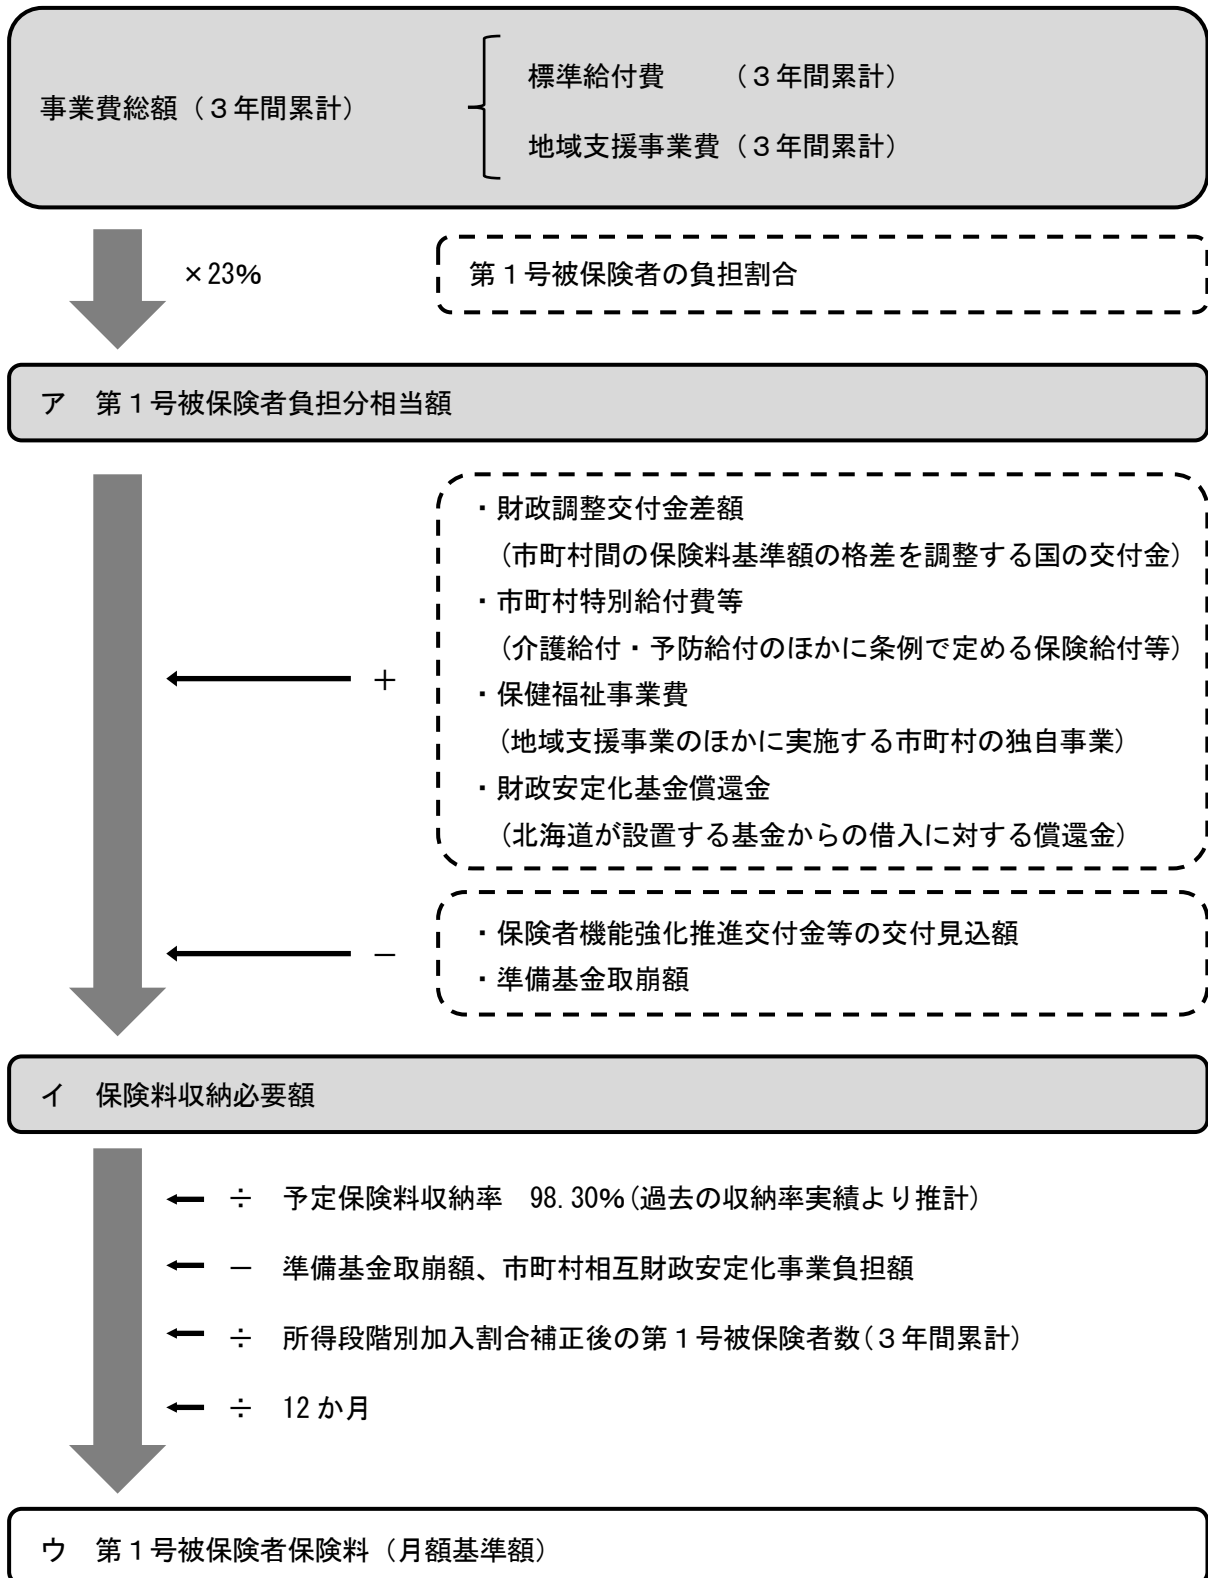 事業費総額（３年間累計）
標準給付費　　（３年間累計）
地域支援事業費（３年間累計）
×23%
第１号被保険者の負担割合
ア　第１号被保険者負担分相当額
・財政調整交付金差額
（市町村間の保険料基準額の格差を調整する国の交付金）
・市町村特別給付費等
（介護給付・予防給付のほかに条例で定める保険給付等）
＋
・保健福祉事業費
（地域支援事業のほかに実施する市町村の独自事業）
・財政安定化基金償還金
（北海道が設置する基金からの借入に対する償還金）
・保険者機能強化推進交付金等の交付見込額
－
・準備基金取崩額
イ　保険料収納必要額
÷　予定保険料収納率　98.30%（過去の収納率実績より推計）
－　準備基金取崩額、市町村相互財政安定化事業負担額
÷　所得段階別加入割合補正後の第１号被保険者数（３年間累計）
÷　12か月
ウ　第１号被保険者保険料（月額基準額）